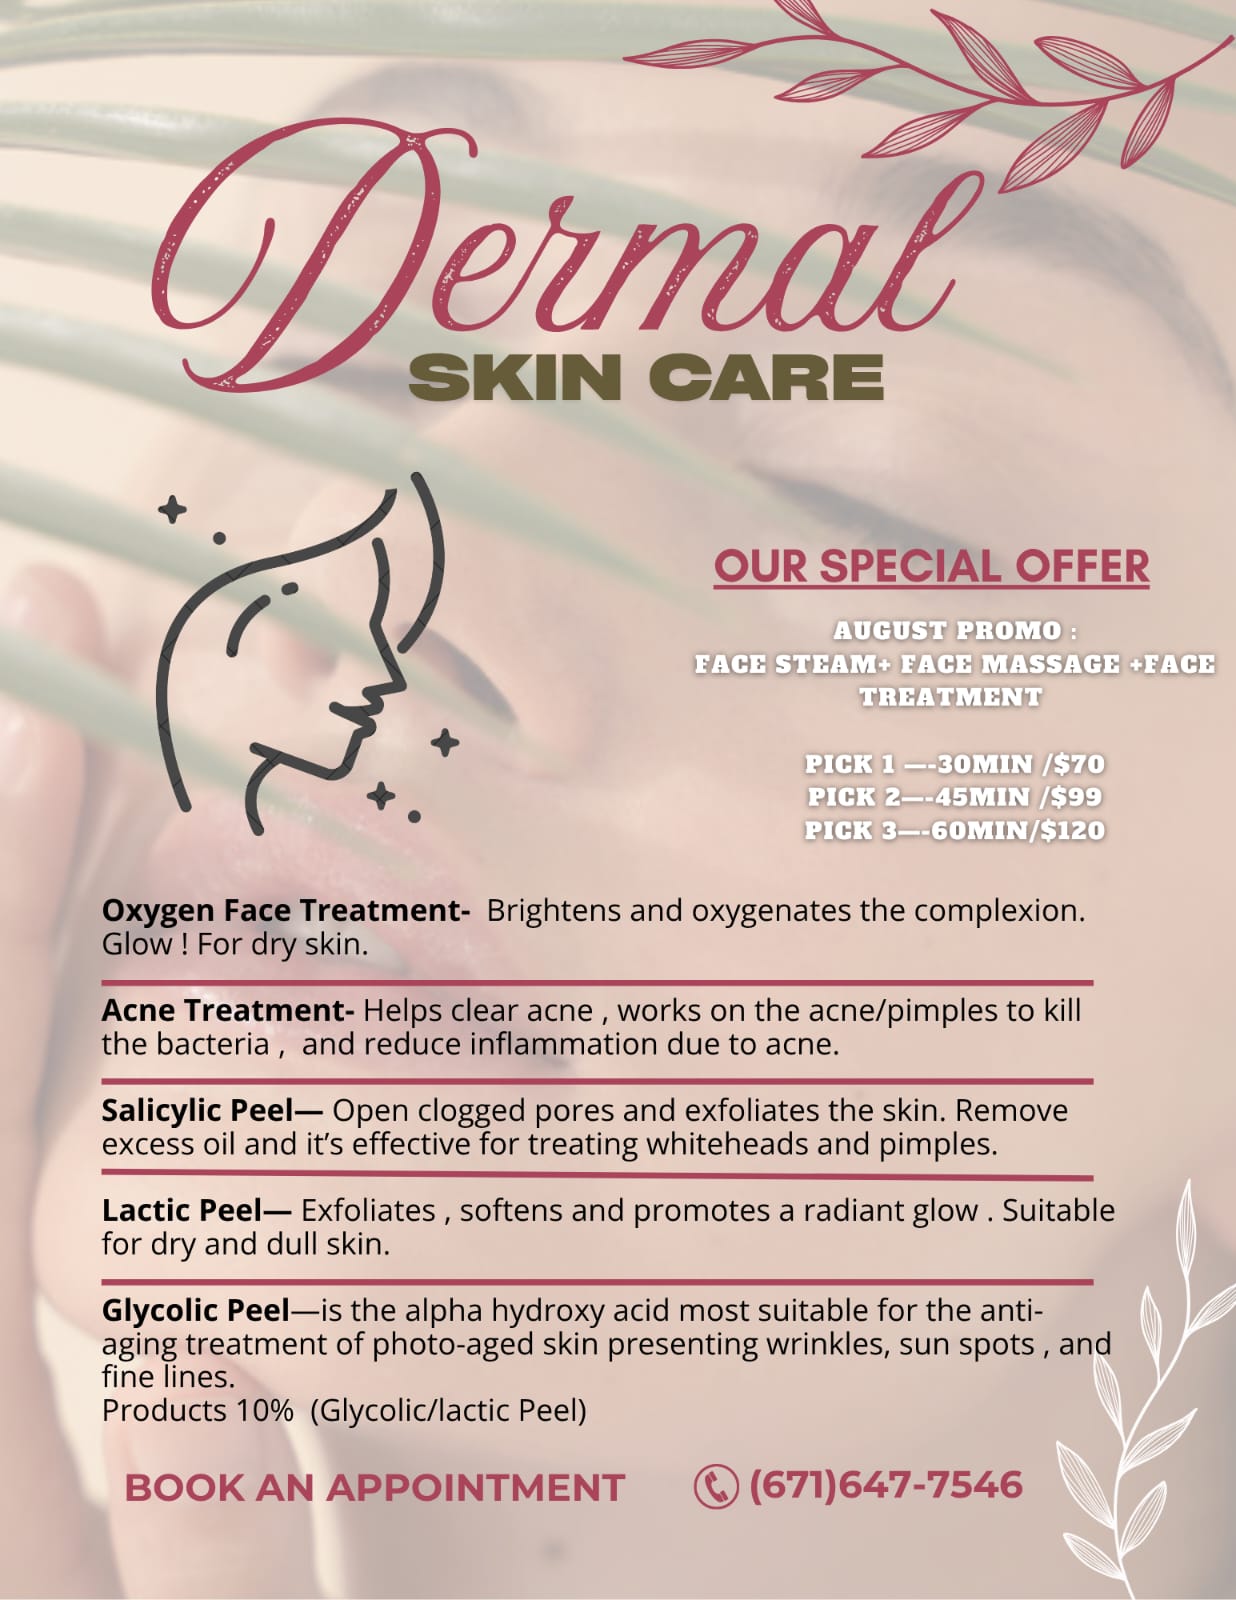 Dermal
SKIN CARE
OUR SPECIAL OFFER
AUGUST PROMO :
FACE STEAM+ FACE MASSAGE +FACE
TREATMENT
PICK 1 —-30MIN /$70
PICK 2—-45MIN /$99
PICK 3—-60MIN/$120
Oxygen Face Treatment-  Brightens and oxygenates the complexion.
Glow ! For dry skin.
Acne Treatment- Helps clear acne , works on the acne/pimples to kill
the bacteria ,  and reduce inflammation due to acne.
Salicylic Peel— Open clogged pores and exfoliates the skin. Remove
excess oil and it’s effective for treating whiteheads and pimples.
Lactic Peel— Exfoliates , softens and promotes a radiant glow . Suitable
for dry and dull skin.
Glycolic Peel—is the alpha hydroxy acid most suitable for the anti-
aging treatment of photo-aged skin presenting wrinkles, sun spots , and
fine lines.
Products 10%  (Glycolic/lactic Peel)
BOOK AN APPOINTMENT
(671)647-7546